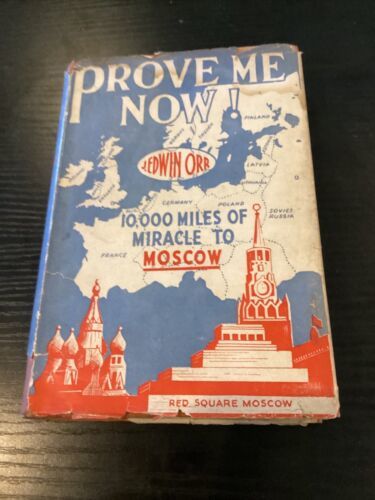 PROVE ME
NOW!
FINLAND
J. EDWIN ORR
LATVIA
LITHUANIA
GERMANY
POLAND
SOVIET
RUSSIA
10,000 MILES OF
MIRACLE TO
FRANCE
MOSCOW
RED SQUARE MOSCOW